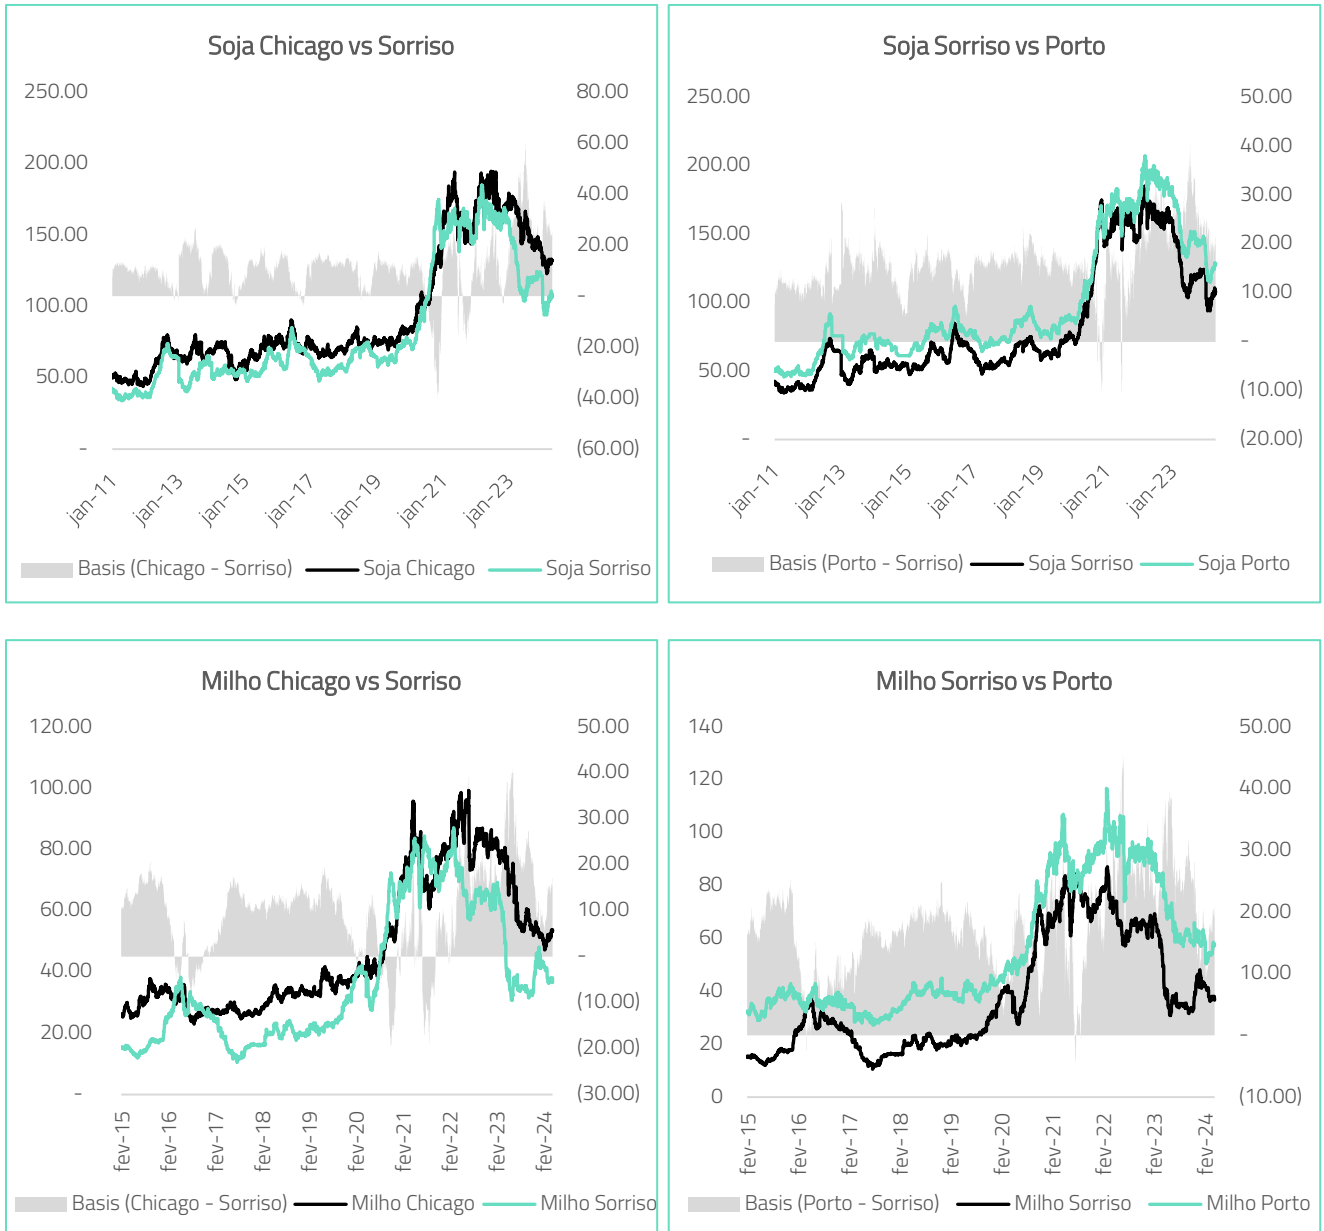 Soja Chicago vs Sorriso
250.00
200.00
150.00
100.00
50.00
-
80.00
60.00
40.00
20.00
-
(20.00)
(40.00)
(60.00)
jan-11
jan-13
jan-15
jan-17
jan-19
jan-21
jan-23
Basis (Chicago - Sorriso)
Soja Chicago
Soja Sorriso
Soja Sorriso vs Porto
250.00
200.00
150.00
100.00
50.00
-
50.00
40.00
30.00
20.00
10.00
-
(10.00)
(20.00)
jan-11
jan-13
jan-15
jan-17
jan-19
jan-21
jan-23
Basis (Porto - Sorriso)
Soja Sorriso
Soja Porto
Milho Chicago vs Sorriso
120.00
100.00
80.00
60.00
40.00
20.00
-
50.00
40.00
30.00
20.00
10.00
-
(10.00)
(20.00)
(30.00)
fev-15
fev-16
fev-17
fev-18
fev-19
fev-20
fev-21
fev-22
fev-23
fev-24
Basis (Chicago - Sorriso)
Milho Chicago
Milho Sorriso
Milho Sorriso vs Porto
140
120
100
80
60
40
20
0
50.00
40.00
30.00
20.00
10.00
-
(10.00)
fev-15
fev-16
fev-17
fev-18
fev-19
fev-20
fev-21
fev-22
fev-23
fev-24
Basis (Porto - Sorriso)
Milho Sorriso
Milho Porto